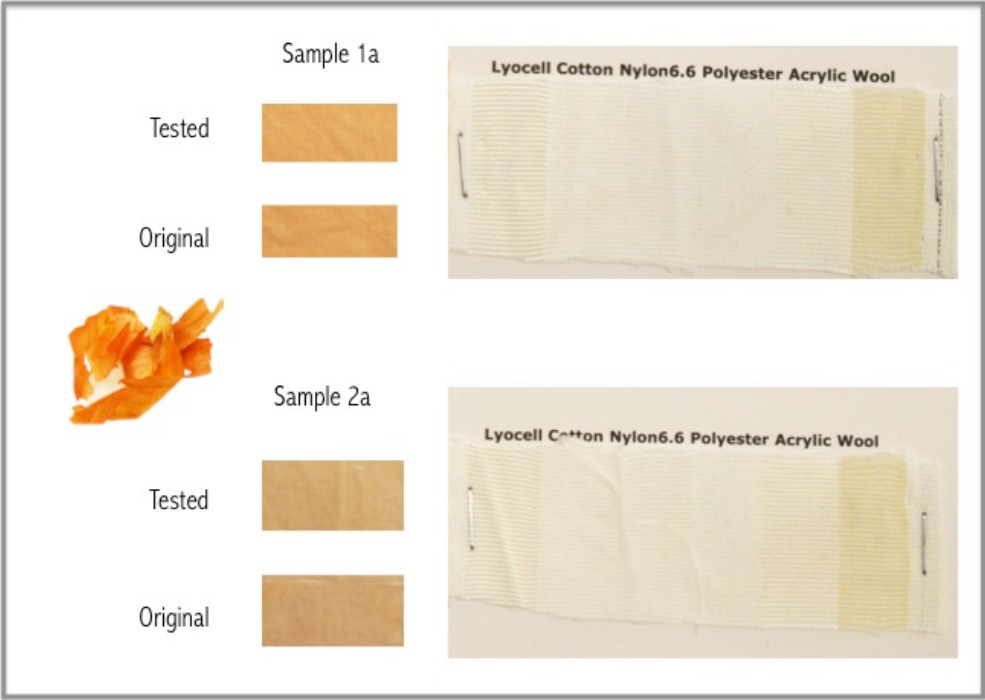 Sample 1a
Lyocell Cotton Nylon6.6 Polyester Acrylic Wool
Tested
Original
Sample 2a
Lyocell Cotton Nylon6.6 Polyester Acrylic Wool
Tested
Original